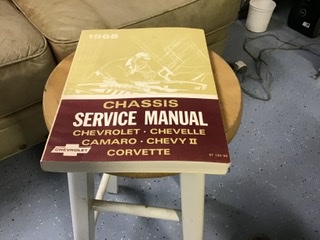 1968
CHASSIS
SERVICE MANUAL
CHEVROLET · CHEVELLE
CAMARO · CHEVY II
CORVETTE
CHEVROLET